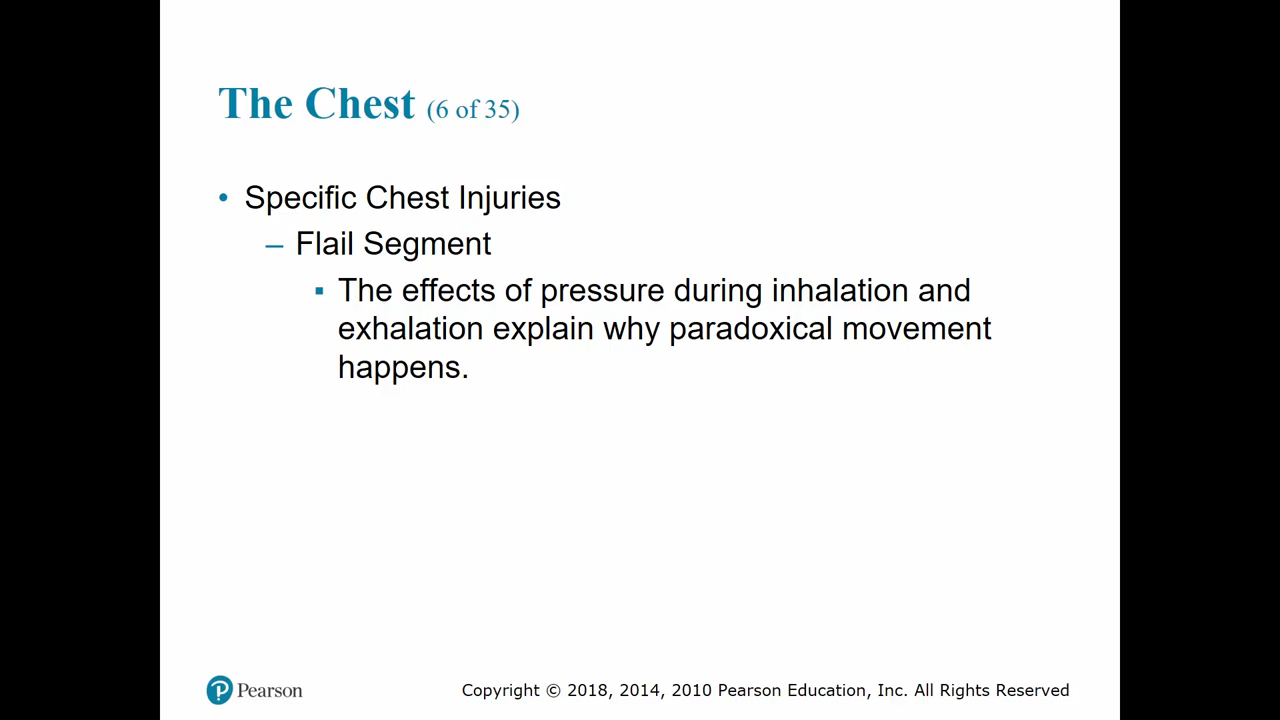 The Chest (6 of 35)
• Specific Chest Injuries
– Flail Segment
▪ The effects of pressure during inhalation and
exhalation explain why paradoxical movement
happens.
P Pearson
Copyright © 2018, 2014, 2010 Pearson Education, Inc. All Rights Reserved